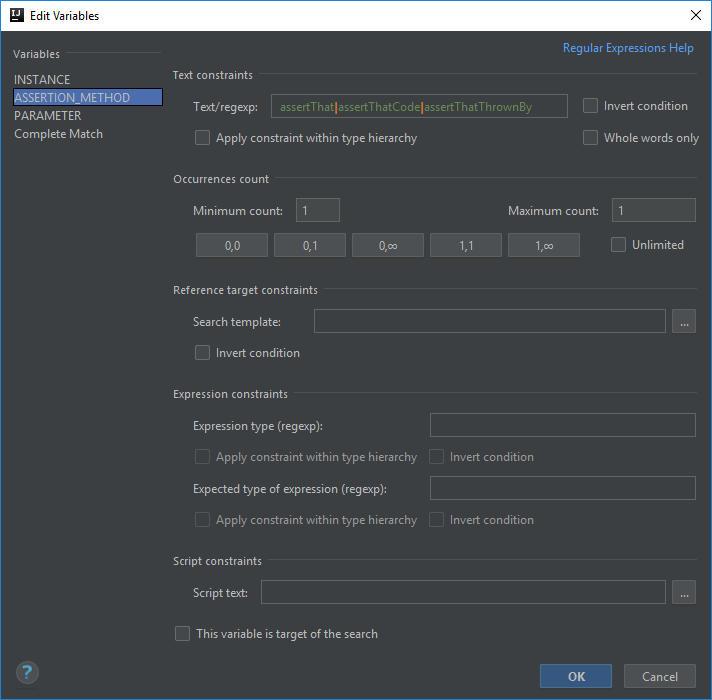 IJ Edit Variables
Variables
INSTANCE
ASSERTION_METHOD
PARAMETER
Complete Match
Regular Expressions Help
Text constraints
Text/regexp: assertThat|assertThatCode|assertThatThrownBy Invert condition
Apply constraint within type hierarchy Whole words only
Occurrences count
Minimum count: 1 Maximum count: 1
0,0 0,1 0,∞ 1,1 1,∞ Unlimited
Reference target constraints
Search template: ...
Invert condition
Expression constraints
Expression type (regexp):
Apply constraint within type hierarchy Invert condition
Expected type of expression (regexp):
Apply constraint within type hierarchy Invert condition
Script constraints
Script text: ...
This variable is target of the search
? OK Cancel